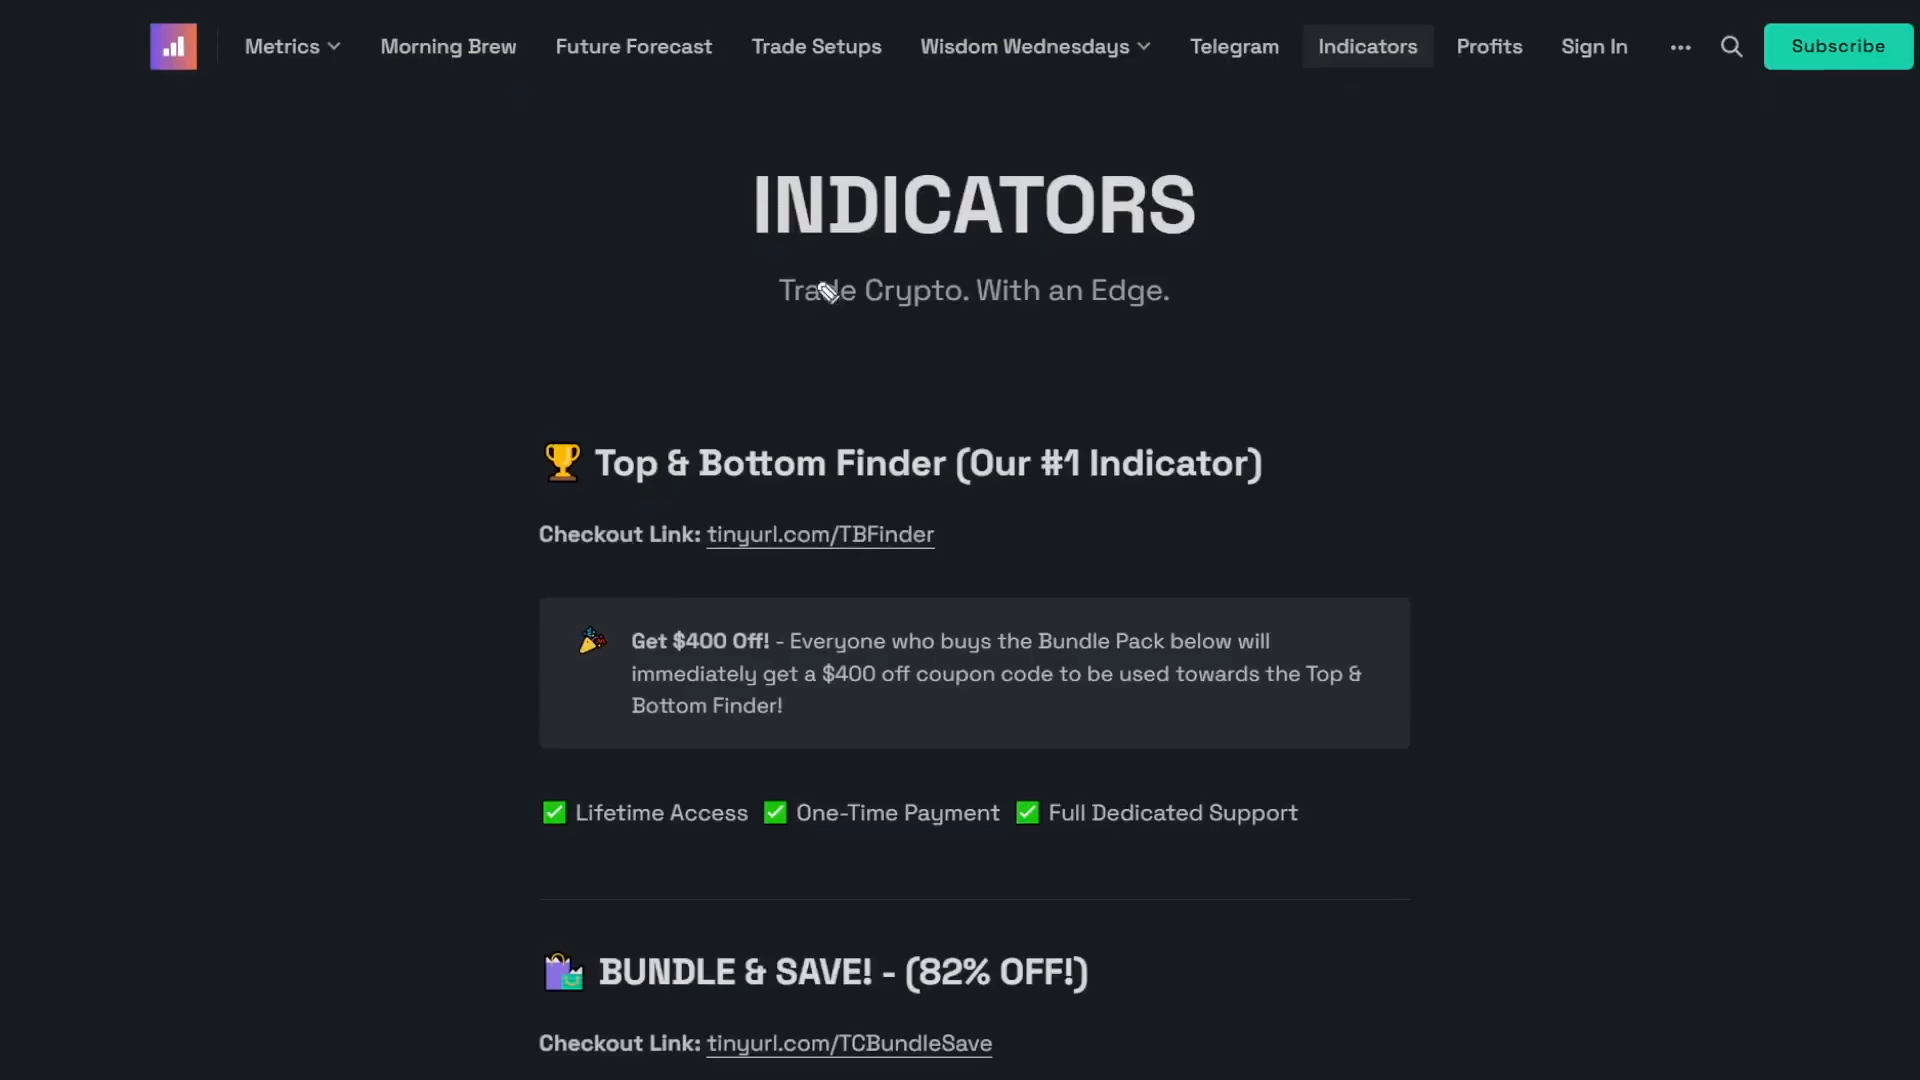 Metrics Morning Brew Future Forecast Trade Setups Wisdom Wednesdays Telegram Indicators Profits Sign In Subscribe
INDICATORS
Trade Crypto. With an Edge.
Top & Bottom Finder (Our #1 Indicator)
Checkout Link: tinyurl.com/TBFinder
Get $400 Off! - Everyone who buys the Bundle Pack below will
immediately get a $400 off coupon code to be used towards the Top &
Bottom Finder!
✅ Lifetime Access ✅ One-Time Payment ✅ Full Dedicated Support
BUNDLE & SAVE! - (82% OFF!)
Checkout Link: tinyurl.com/TCBundleSave